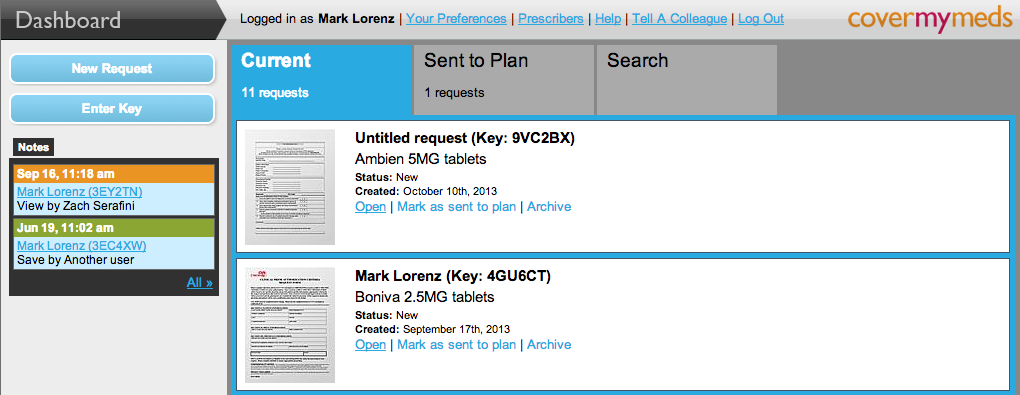 Dashboard
Logged in as Mark Lorenz | Your Preferences | Prescribers | Help | Tell A Colleague | Log Out
covermymeds
New Request
Enter Key
Notes
Sep 16, 11:18 am
Mark Lorenz (3EY2TN)
View by Zach Serafini
Jun 19, 11:02 am
Mark Lorenz (3EC4XW)
Save by Another user
All »
Current
11 requests
Sent to Plan
1 requests
Search
Untitled request (Key: 9VC2BX)
Ambien 5MG tablets
Status: New
Created: October 10th, 2013
Open | Mark as sent to plan | Archive
Mark Lorenz (Key: 4GU6CT)
Boniva 2.5MG tablets
Status: New
Created: September 17th, 2013
Open | Mark as sent to plan | Archive